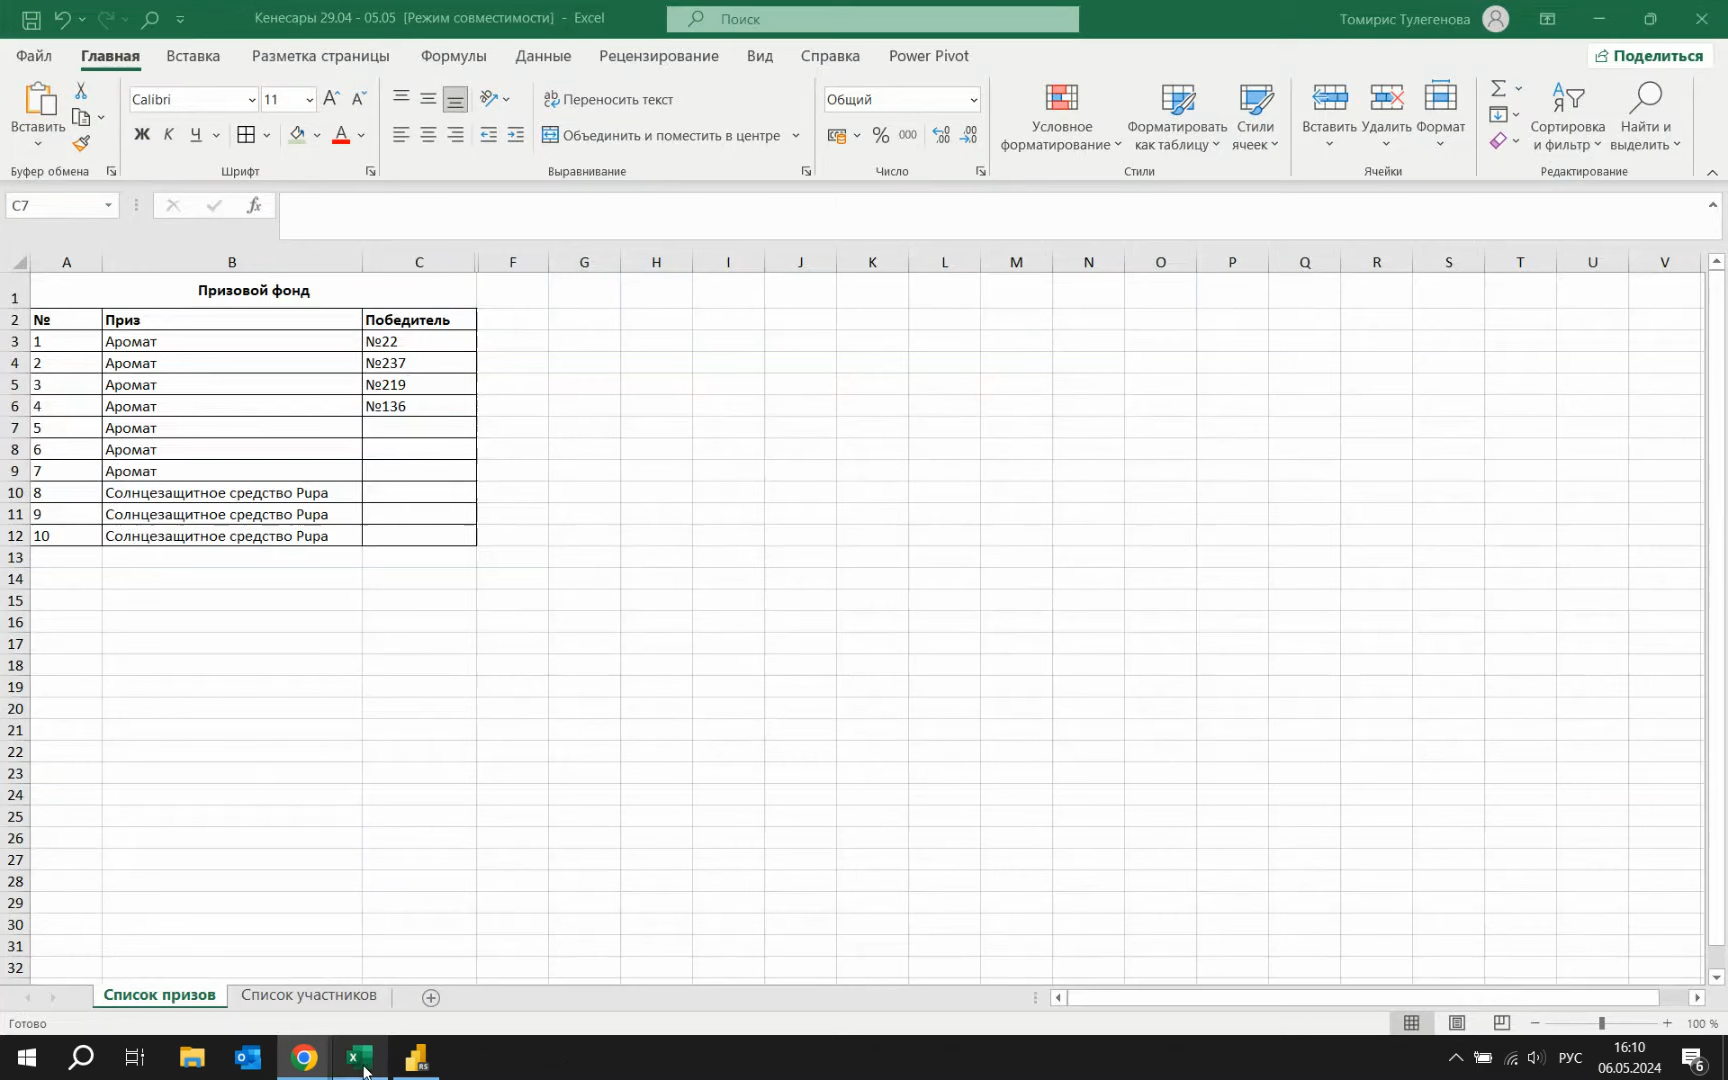 Кенесары 29.04 - 05.05 [Режим совместимости] - Excel
Поиск
Томирис Тулегенова
Файл
Главная
Вставка
Разметка страницы
Формулы
Данные
Рецензирование
Вид
Справка
Power Pivot
Поделиться
Вставить
Calibri
11
Ж К Ч
Переносить текст
Объединить и поместить в центре
Общий
% 000
Условное форматирование
Форматировать как таблицу
Стили ячеек
Вставить
Удалить
Формат
Сортировка и фильтр
Найти и выделить
Буфер обмена
Шрифт
Выравнивание
Число
Стили
Ячейки
Редактирование
C7
fx
A B C F G H I J K L M N O P Q R S T U V
1 Призовой фонд
2 № Приз Победитель
3 1 Аромат №22
4 2 Аромат №237
5 3 Аромат №219
6 4 Аромат №136
7 5 Аромат
8 6 Аромат
9 7 Аромат
10 8 Солнцезащитное средство Pupa
11 9 Солнцезащитное средство Pupa
12 10 Солнцезащитное средство Pupa
13
14
15
16
17
18
19
20
21
22
23
24
25
26
27
28
29
30
31
32
Список призов
Список участников
Готово
100 %
РУС
16:10
06.05.2024
6